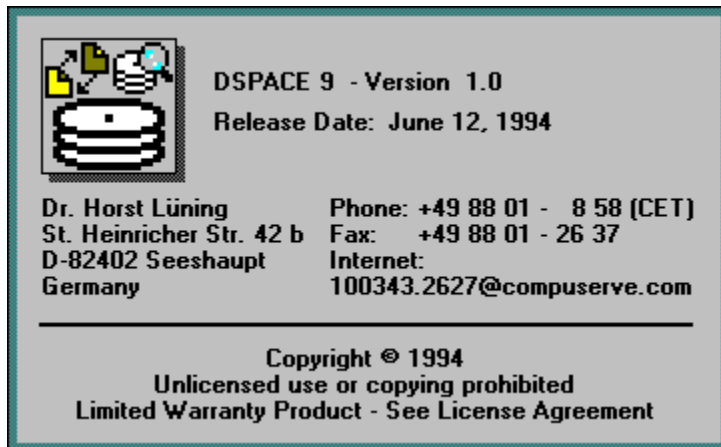 DSPACE 9 - Version 1.0
Release Date: June 12, 1994
Dr. Horst Lüning
St. Heinricher Str. 42 b
D-82402 Seeshaupt
Germany
Phone: +49 88 01 - 8 58 (CET)
Fax: +49 88 01 - 26 37
Internet:
100343.2627@compuserve.com
Copyright © 1994
Unlicensed use or copying prohibited
Limited Warranty Product - See License Agreement